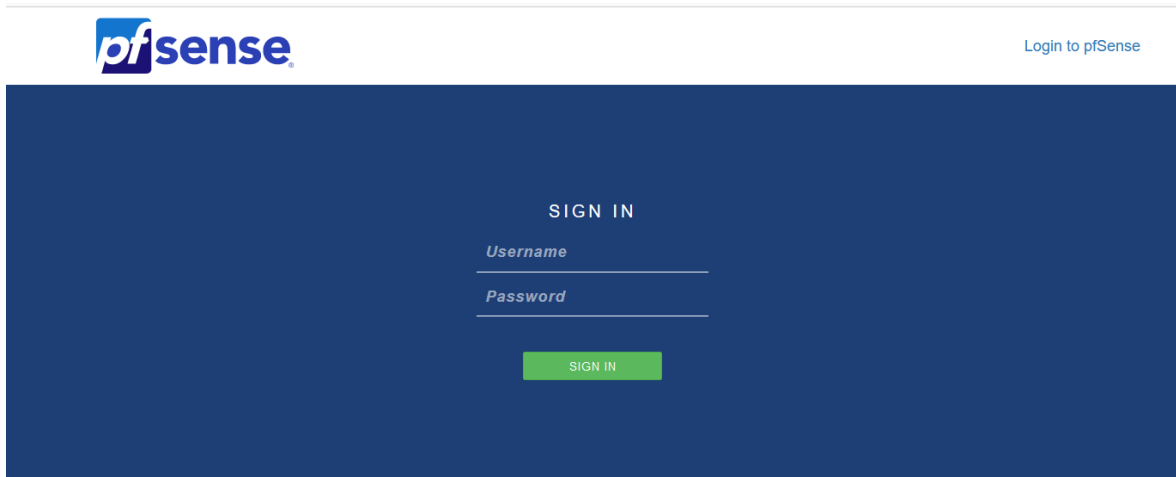 pfsense®
Login to pfSense
SIGN IN
Username
Password
SIGN IN